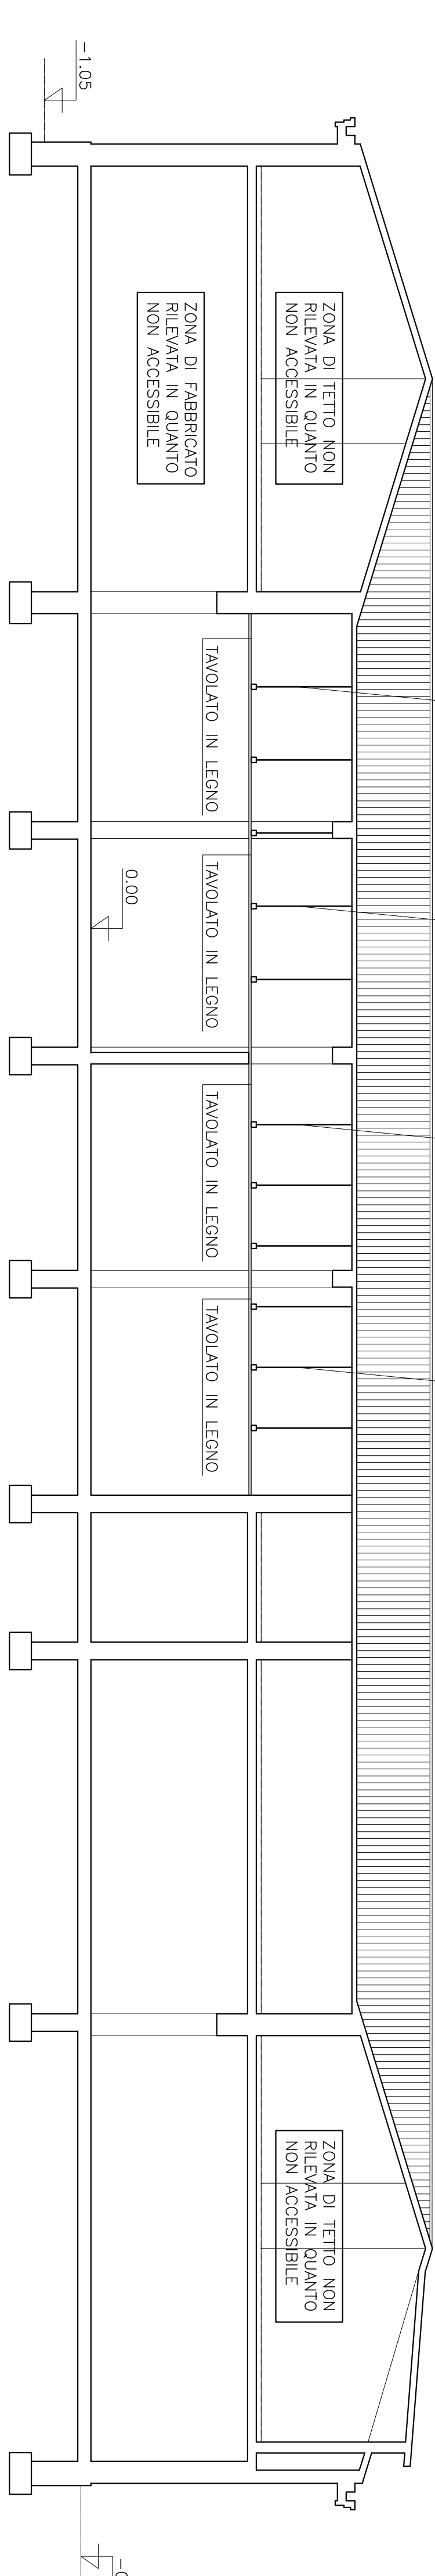 -1.05
ZONA DI TETTO NON
RILEVATA IN QUANTO
NON ACCESSIBILE
ZONA DI FABBRICATO
RILEVATA IN QUANTO
NON ACCESSIBILE
TAVOLATO IN LEGNO
TAVOLATO IN LEGNO
0.00
TAVOLATO IN LEGNO
TAVOLATO IN LEGNO
ZONA DI TETTO NON
RILEVATA IN QUANTO
NON ACCESSIBILE